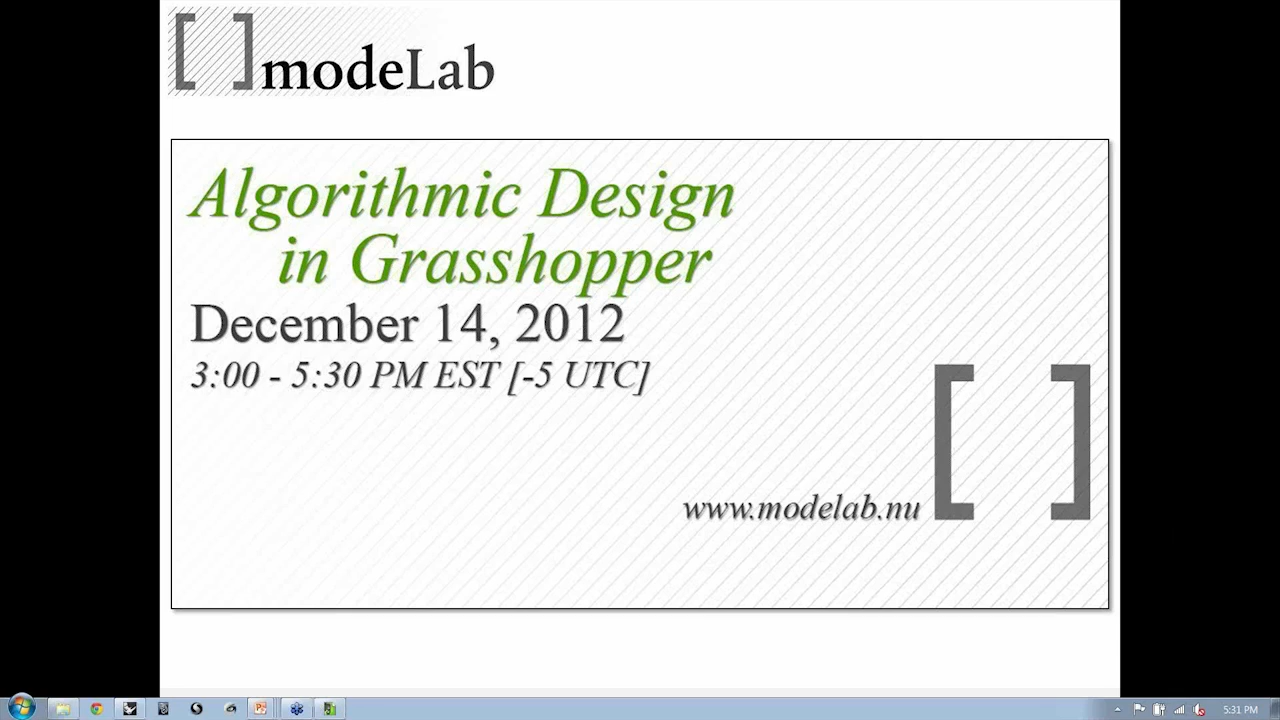 [ ]modeLab
Algorithmic Design
in Grasshopper
December 14, 2012
3:00 - 5:30 PM EST [-5 UTC]
www.modelab.nu [ ]
5:31 PM